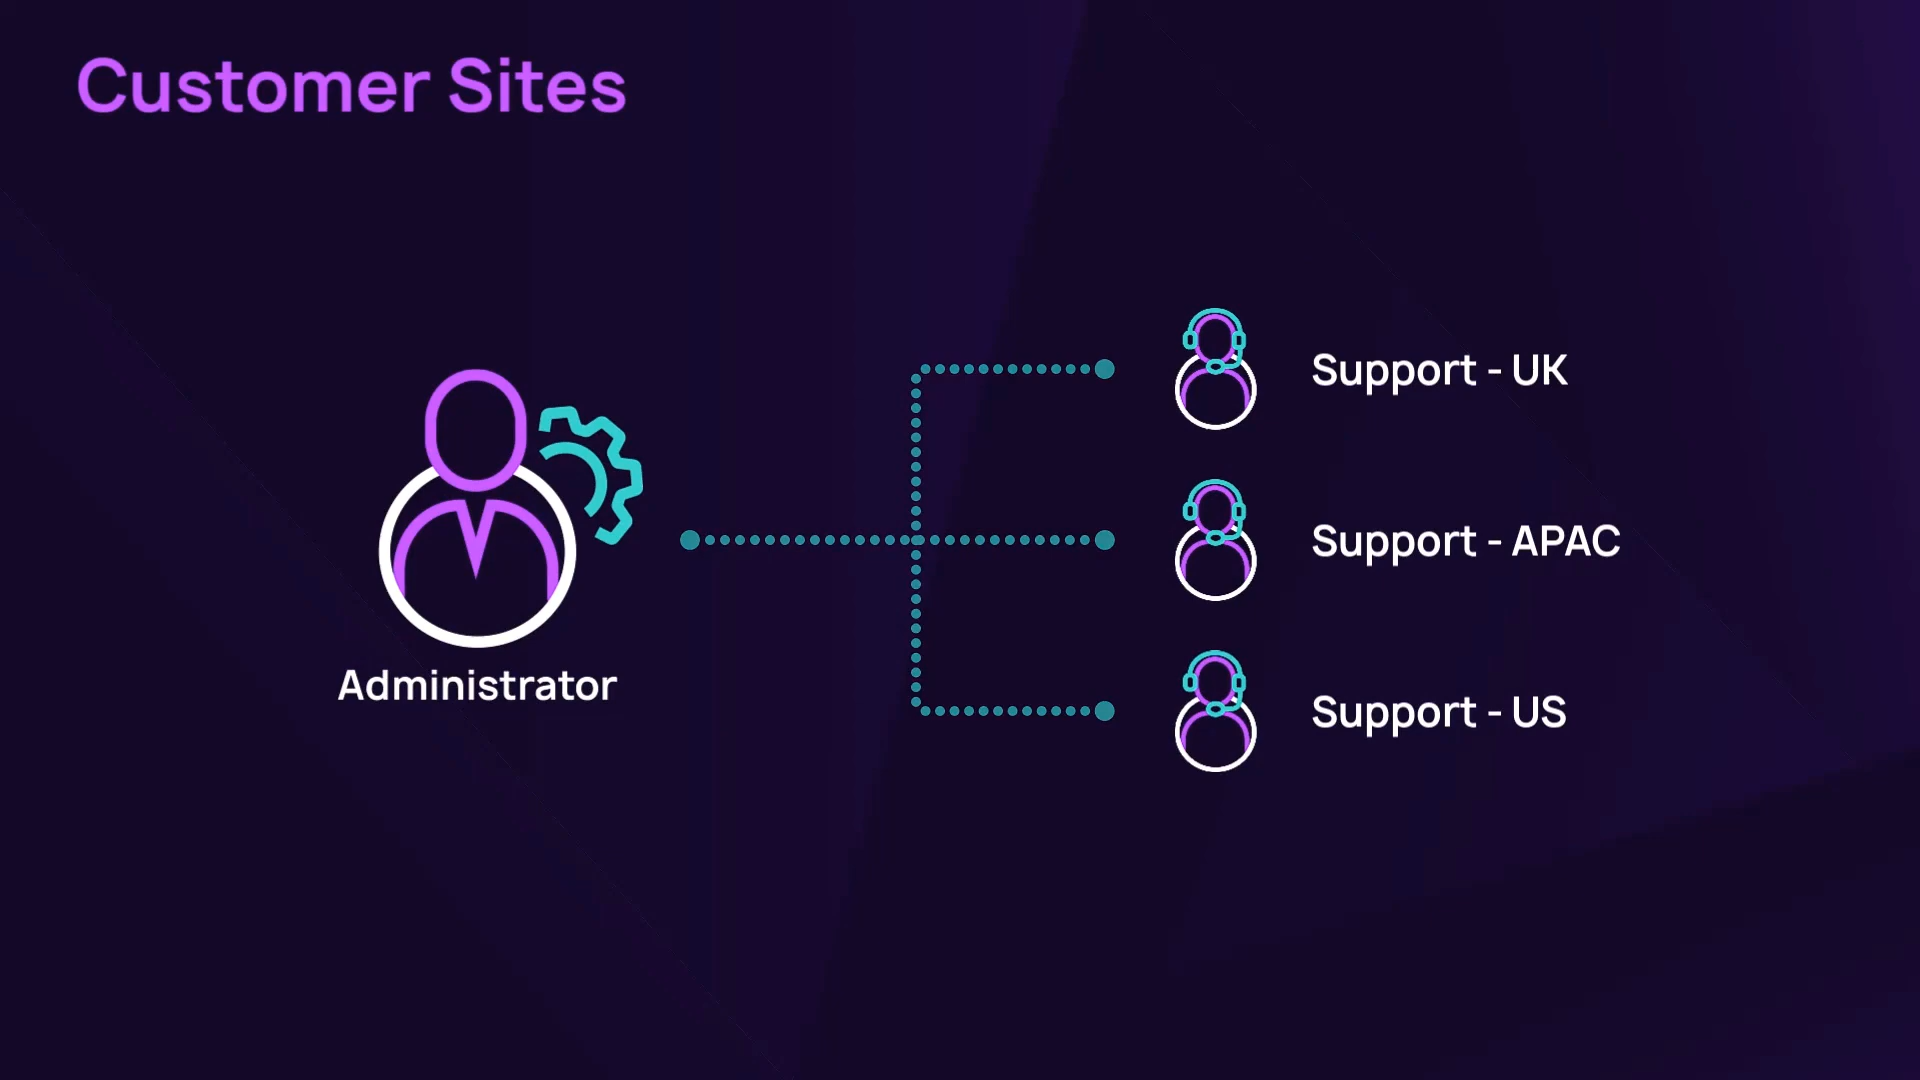 Customer Sites
Administrator
Support - UK
Support - APAC
Support - US